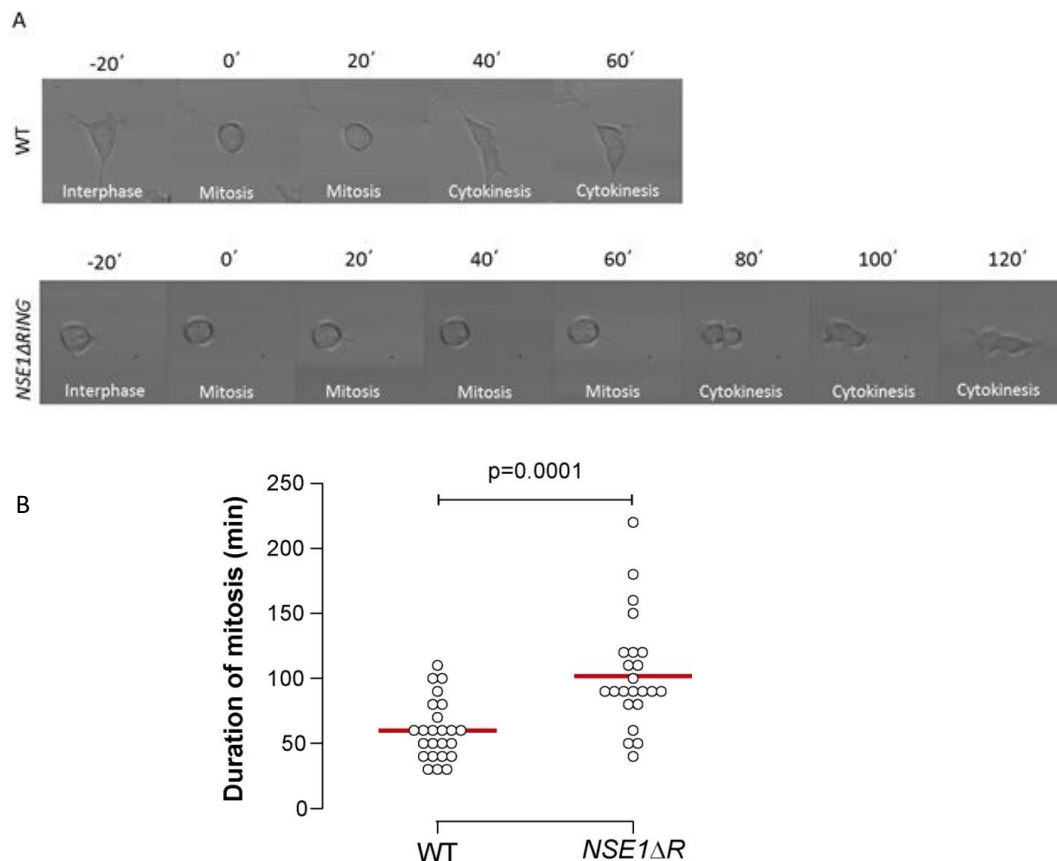 A
-20′ 0′ 20′ 40′ 60′
WT
Interphase Mitosis Mitosis Cytokinesis Cytokinesis
-20′ 0′ 20′ 40′ 60′ 80′ 100′ 120′
NSE1ΔRING
Interphase Mitosis Mitosis Mitosis Mitosis Cytokinesis Cytokinesis Cytokinesis
B
p=0.0001
Duration of mitosis (min)
250
200
150
100
50
0
WT NSE1ΔR